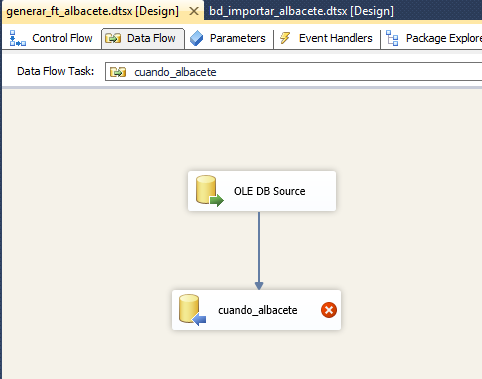 generar_ft_albacete.dtsx [Design] bd_importar_albacete.dtsx [Design]
Control Flow Data Flow Parameters Event Handlers Package Explore
Data Flow Task: cuando_albacete
OLE DB Source
cuando_albacete